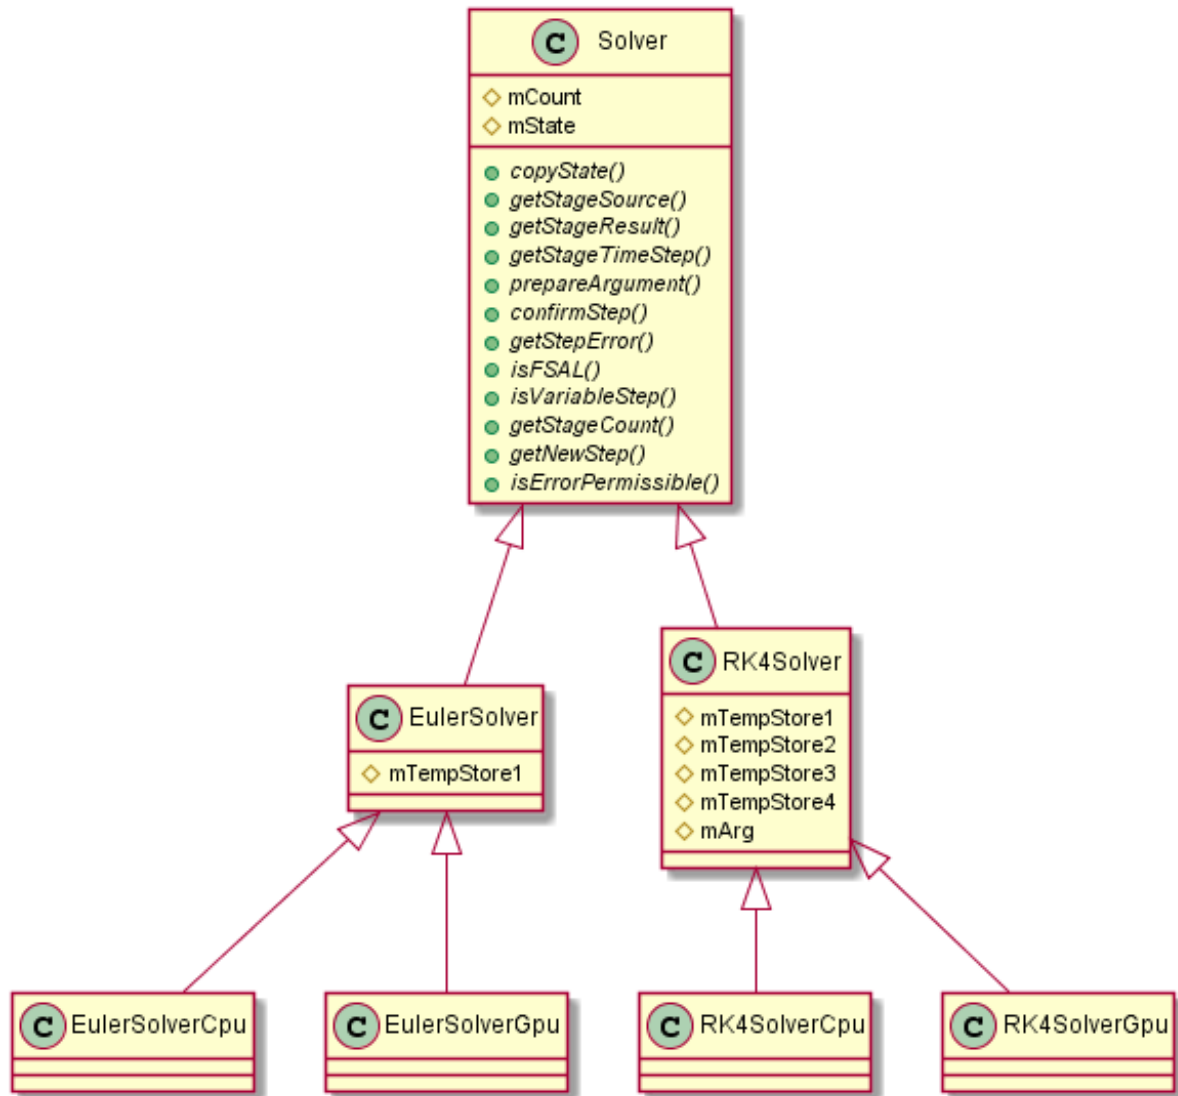 C Solver
mCount
mState
copyState()
getStageSource()
getStageResult()
getStageTimeStep()
prepareArgument()
confirmStep()
getStepError()
isFSAL()
isVariableStep()
getStageCount()
getNewStep()
isErrorPermissible()
C RK4Solver
mTempStore1
mTempStore2
mTempStore3
mTempStore4
mArg
C EulerSolver
mTempStore1
C EulerSolverCpu
C EulerSolverGpu
C RK4SolverCpu
C RK4SolverGpu